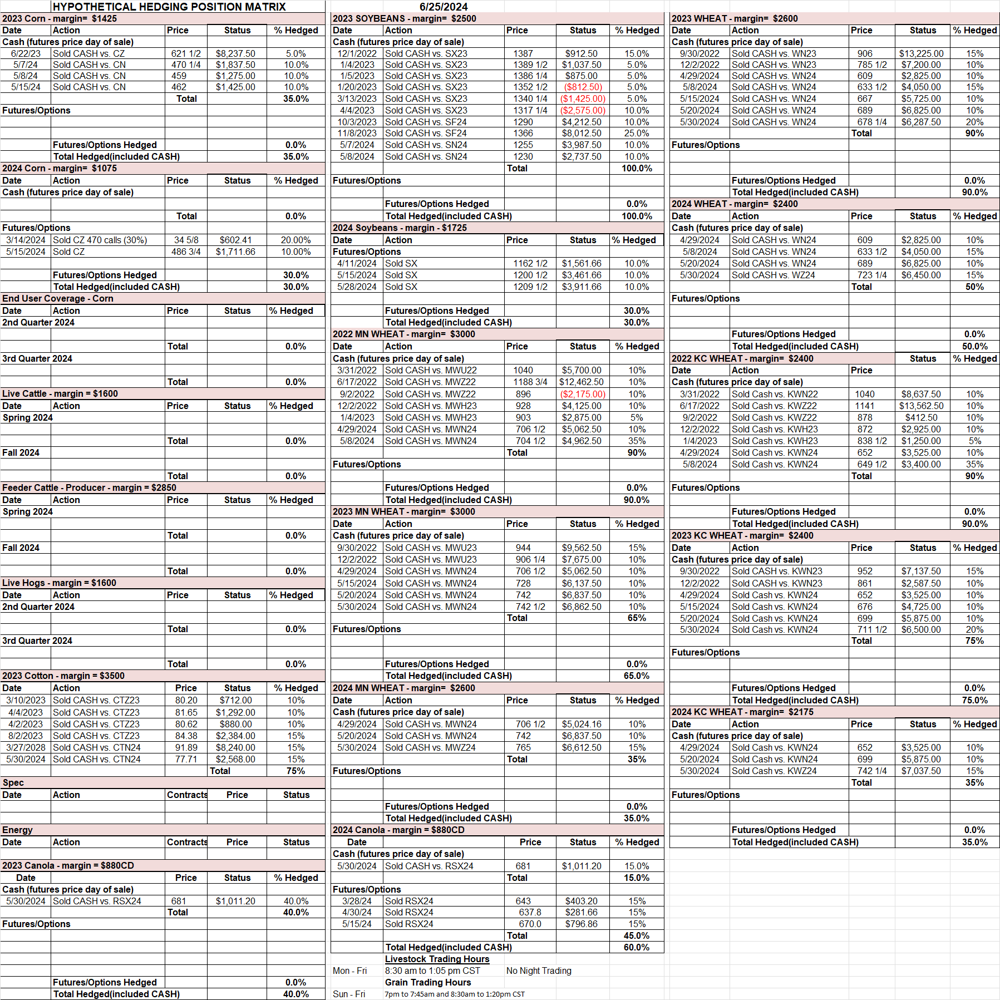 HYPOTHETICAL HEDGING POSITION MATRIX 6/25/2024
2023 Corn - margin= $1425
Date Action Price Status % Hedged
Cash (futures price day of sale)
6/22/23 Sold CASH vs. CZ 621 1/2 $8,237.50 5.0%
5/7/24 Sold CASH vs. CN 470 1/4 $1,837.50 10.0%
5/8/24 Sold CASH vs. CN 459 $1,275.00 10.0%
5/15/24 Sold CASH vs. CN 462 $1,425.00 10.0%
Total 35.0%
Futures/Options
Futures/Options Hedged 0.0%
Total Hedged(included CASH) 35.0%
2024 Corn - margin= $1075
Date Action Price Status % Hedged
Cash (futures price day of sale)
Total 0.0%
Futures/Options
3/14/2024 Sold CZ 470 calls (30%) 34 5/8 $602.41 20.00%
5/15/2024 Sold CZ 486 3/4 $1,711.66 10.00%
Futures/Options Hedged 30.0%
Total Hedged(included CASH) 30.0%
End User Coverage - Corn
Date Action Price Status % Hedged
2nd Quarter 2024
Total 0.0%
3rd Quarter 2024
Total 0.0%
Live Cattle - margin = $1600
Date Action Price Status % Hedged
Spring 2024
Total 0.0%
Fall 2024
Total 0.0%
Feeder Cattle - Producer - margin = $2850
Date Action Price Status % Hedged
Spring 2024
Total 0.0%
Fall 2024
Total 0.0%
Live Hogs - margin = $1600
Date Action Price Status % Hedged
2nd Quarter 2024
Total 0.0%
3rd Quarter 2024
Total 0.0%
2023 Cotton - margin = $3500
Date Action Price Status % Hedged
3/10/2023 Sold CASH vs. CTZ23 80.20 $712.00 10%
4/4/2023 Sold CASH vs. CTZ23 81.65 $1,292.00 10%
4/2/2023 Sold CASH vs. CTZ23 80.62 $880.00 10%
8/2/2023 Sold CASH vs. CTZ23 84.38 $2,384.00 15%
3/27/2028 Sold CASH vs. CTN24 91.89 $8,240.00 15%
5/30/2024 Sold CASH vs. CTN24 77.71 $2,568.00 15%
Total 75%
Spec
Date Action Contracts Price Status
Energy
Date Action Contracts Price Status
2023 Canola - margin = $880CD
Date Price Status % Hedged
Cash (futures price day of sale)
5/30/2024 Sold CASH vs. RSX24 681 $1,011.20 40.0%
Total 40.0%
Futures/Options
Futures/Options Hedged 0.0%
Total Hedged(included CASH) 40.0%
2023 SOYBEANS - margin= $2500
Date Action Price Status % Hedged
Cash (futures price day of sale)
12/1/2022 Sold CASH vs. SX23 1387 $912.50 15.0%
1/4/2023 Sold CASH vs. SX23 1389 1/2 $1,037.50 5.0%
1/5/2023 Sold CASH vs. SX23 1386 1/4 $875.00 5.0%
1/20/2023 Sold CASH vs. SX23 1352 1/2 ($812.50) 5.0%
3/13/2023 Sold CASH vs. SX23 1340 1/4 ($1,425.00) 5.0%
4/4/2023 Sold CASH vs. SX23 1317 1/4 ($2,575.00) 10.0%
10/3/2023 Sold CASH vs. SF24 1290 $4,212.50 10.0%
11/8/2023 Sold CASH vs. SF24 1366 $8,012.50 25.0%
5/7/2024 Sold CASH vs. SN24 1255 $3,987.50 10.0%
5/8/2024 Sold CASH vs. SN24 1230 $2,737.50 10.0%
Total 100.0%
Futures/Options
Futures/Options Hedged 0.0%
Total Hedged(included CASH) 100.0%
2024 Soybeans - margin - $1725
Date Action Price Status % Hedged
Futures/Options
4/11/2024 Sold SX 1162 1/2 $1,561.66 10.0%
5/15/2024 Sold SX 1200 1/2 $3,461.66 10.0%
5/28/2024 Sold SX 1209 1/2 $3,911.66 10.0%
Futures/Options Hedged 30.0%
Total Hedged(included CASH) 30.0%
2022 MN WHEAT - margin= $3000
Date Action Price Status % Hedged
Cash (futures price day of sale)
3/31/2022 Sold CASH vs. MWU22 1040 $5,700.00 10%
6/17/2022 Sold CASH vs. MWZ22 1188 3/4 $12,462.50 10%
9/2/2022 Sold CASH vs. MWZ22 896 ($2,175.00) 10%
12/2/2022 Sold CASH vs. MWH23 928 $4,125.00 10%
1/4/2023 Sold CASH vs. MWH23 903 $2,875.00 5%
4/29/2024 Sold CASH vs. MWN24 706 1/2 $5,062.50 10%
5/8/2024 Sold CASH vs. MWN24 704 1/2 $4,962.50 35%
Total 90%
Futures/Options
Futures/Options Hedged 0.0%
Total Hedged(included CASH) 90.0%
2023 MN WHEAT - margin= $3000
Date Action Price Status % Hedged
Cash (futures price day of sale)
9/30/2022 Sold CASH vs. MWU23 944 $9,562.50 15%
12/2/2022 Sold CASH vs. MWU23 906 1/4 $7,675.00 10%
4/29/2024 Sold CASH vs. MWN24 706 1/2 $5,062.50 10%
5/15/2024 Sold CASH vs. MWN24 728 $6,137.50 10%
5/20/2024 Sold CASH vs. MWN24 742 $6,837.50 10%
5/30/2024 Sold CASH vs. MWN24 742 1/2 $6,862.50 10%
Total 65%
Futures/Options
Futures/Options Hedged 0.0%
Total Hedged(included CASH) 65.0%
2024 MN WHEAT - margin= $2600
Date Action Price Status % Hedged
Cash (futures price day of sale)
4/29/2024 Sold CASH vs. MWN24 706 1/2 $5,024.16 10%
5/20/2024 Sold CASH vs. MWN24 742 $6,837.50 10%
5/30/2024 Sold CASH vs. MWZ24 765 $6,612.50 15%
Total 35%
Futures/Options
Futures/Options Hedged 0.0%
Total Hedged(included CASH) 35.0%
2024 Canola - margin = $880CD
Date Price Status % Hedged
Cash (futures price day of sale)
5/30/2024 Sold CASH vs. RSX24 681 $1,011.20 15.0%
Total 15.0%
Futures/Options
3/28/24 Sold RSX24 643 $403.20 15%
4/30/24 Sold RSX24 637.8 $281.66 15%
5/15/24 Sold RSX24 670.0 $796.86 15%
Total 45.0%
Total Hedged(included CASH) 60.0%
Livestock Trading Hours
Mon - Fri 8:30 am to 1:05 pm CST No Night Trading
Grain Trading Hours
Sun - Fri 7pm to 7:45am and 8:30am to 1:20pm CST
2023 WHEAT - margin= $2600
Date Action Price Status % Hedged
Cash (futures price day of sale)
9/30/2022 Sold CASH vs. WN23 906 $13,225.00 15%
12/2/2022 Sold CASH vs. WN23 785 1/2 $7,200.00 10%
4/29/2024 Sold CASH vs. WN24 609 $2,825.00 10%
5/8/2024 Sold CASH vs. WN24 633 1/2 $4,050.00 15%
5/15/2024 Sold CASH vs. WN24 667 $5,725.00 10%
5/20/2024 Sold CASH vs. WN24 689 $6,825.00 10%
5/30/2024 Sold CASH vs. WN24 678 1/4 $6,287.50 20%
Total 90%
Futures/Options
Futures/Options Hedged 0.0%
Total Hedged(included CASH) 90.0%
2024 WHEAT - margin= $2400
Date Action Price Status % Hedged
Cash (futures price day of sale)
4/29/2024 Sold CASH vs. WN24 609 $2,825.00 10%
5/8/2024 Sold CASH vs. WN24 633 1/2 $4,050.00 15%
5/20/2024 Sold CASH vs. WN24 689 $6,825.00 10%
5/30/2024 Sold CASH vs. WZ24 723 1/4 $6,450.00 15%
Total 50%
Futures/Options
Futures/Options Hedged 0.0%
Total Hedged(included CASH) 50.0%
2022 KC WHEAT - margin= $2400 Status % Hedged
Date Action Price
Cash (futures price day of sale)
3/31/2022 Sold Cash vs. KWN22 1040 $8,637.50 10%
6/17/2022 Sold Cash vs. KWZ22 1141 $13,562.50 10%
9/2/2022 Sold Cash vs. KWZ22 878 $412.50 10%
12/2/2022 Sold Cash vs. KWH23 872 $2,925.00 10%
1/4/2023 Sold Cash vs. KWH23 838 1/2 $1,250.00 5%
4/29/2024 Sold Cash vs. KWN24 652 $3,525.00 10%
5/8/2024 Sold Cash vs. KWN24 649 1/2 $3,400.00 35%
Total 90%
Futures/Options
Futures/Options Hedged 0.0%
Total Hedged(included CASH) 90.0%
2023 KC WHEAT - margin= $2400
Date Action Price Status % Hedged
Cash (futures price day of sale)
9/30/2022 Sold CASH vs. KWN23 952 $7,137.50 15%
12/2/2022 Sold CASH vs. KWN23 861 $2,587.50 10%
4/29/2024 Sold Cash vs. KWN24 652 $3,525.00 10%
5/15/2024 Sold Cash vs. KWN24 676 $4,725.00 10%
5/20/2024 Sold Cash vs. KWN24 699 $5,875.00 10%
5/30/2024 Sold Cash vs. KWN24 711 1/2 $6,500.00 20%
Total 75%
Futures/Options
Futures/Options Hedged 0.0%
Total Hedged(included CASH) 75.0%
2024 KC WHEAT - margin= $2175
Date Action Price Status % Hedged
Cash (futures price day of sale)
4/29/2024 Sold Cash vs. KWN24 652 $3,525.00 10%
5/20/2024 Sold Cash vs. KWN24 699 $5,875.00 10%
5/30/2024 Sold Cash vs. KWZ24 742 1/4 $7,037.50 15%
Total 35%
Futures/Options
Futures/Options Hedged 0.0%
Total Hedged(included CASH) 35.0%